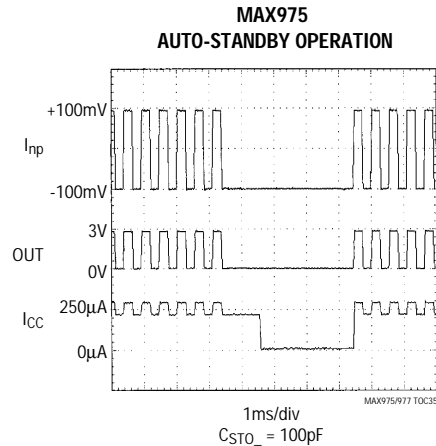 MAX975
AUTO-STANDBY OPERATION
+100mV
Inp
-100mV
3V
OUT
0V
250µA
ICC
0µA
MAX975/977 TOC35
1ms/div
CSTO_ = 100pF